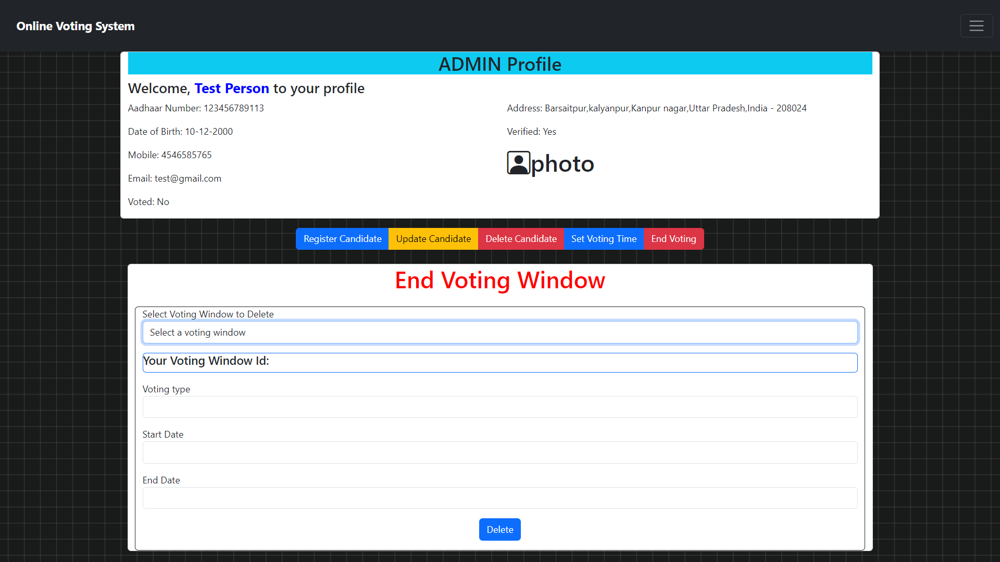 Online Voting System
ADMIN Profile
Welcome, Test Person to your profile
Aadhaar Number: 123456789113
Date of Birth: 10-12-2000
Mobile: 4546585765
Email: test@gmail.com
Voted: No
Address: Barsaitpur,kalyanpur,Kanpur nagar,Uttar Pradesh,India - 208024
Verified: Yes
photo
Register Candidate
Update Candidate
Delete Candidate
Set Voting Time
End Voting
End Voting Window
Select Voting Window to Delete
Select a voting window
Your Voting Window Id:
Voting type
Start Date
End Date
Delete